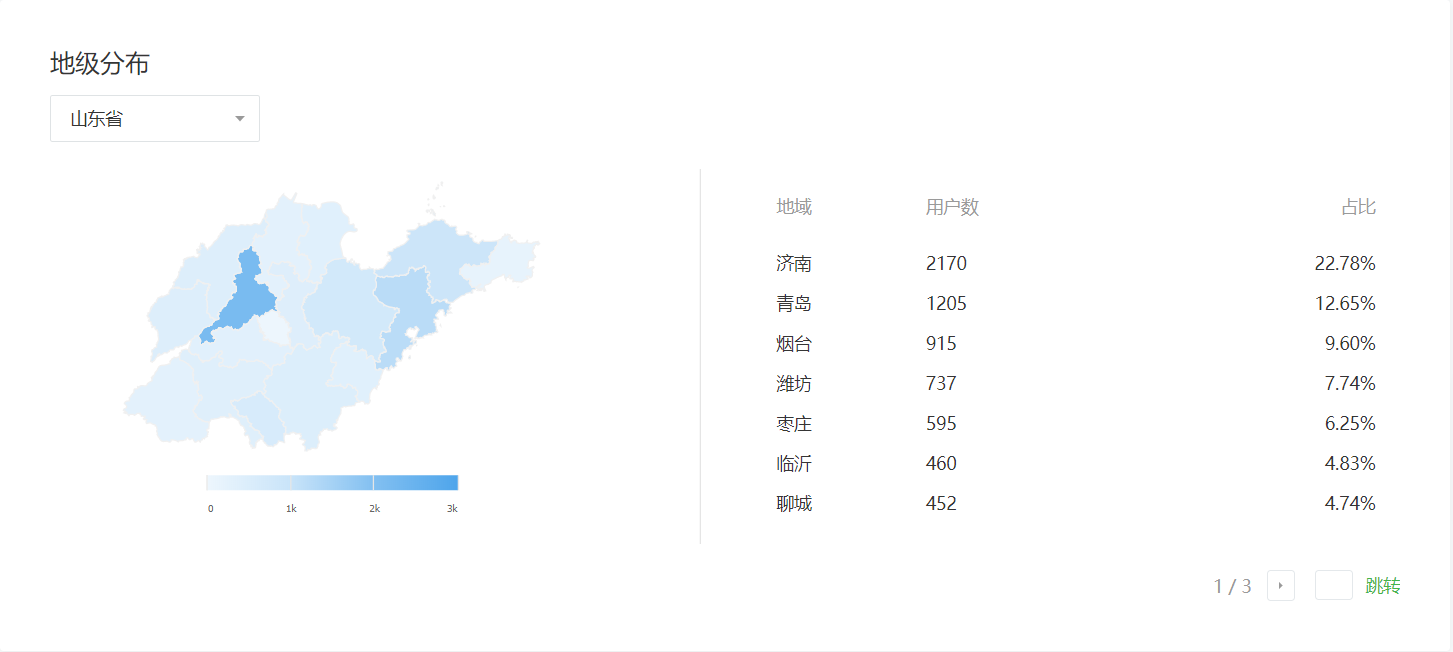 地级分布
山东省
地域 用户数 占比
济南 2170 22.78%
青岛 1205 12.65%
烟台 915 9.60%
潍坊 737 7.74%
枣庄 595 6.25%
临沂 460 4.83%
聊城 452 4.74%
0 1k 2k 3k
1 / 3 跳转